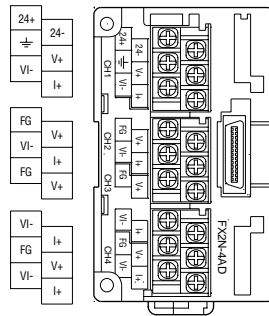 24+
24-
⏚
V+
VI-
I+
FG
V+
VI-
I+
FG
V+
VI-
I+
FG
V+
VI-
I+
24+
24-
⏚
V+
VI-
I+
CH1
FG
V+
VI-
I+
FG
V+
CH2
CH3
VI-
I+
FG
V+
VI-
I+
CH4
FX2N-4AD